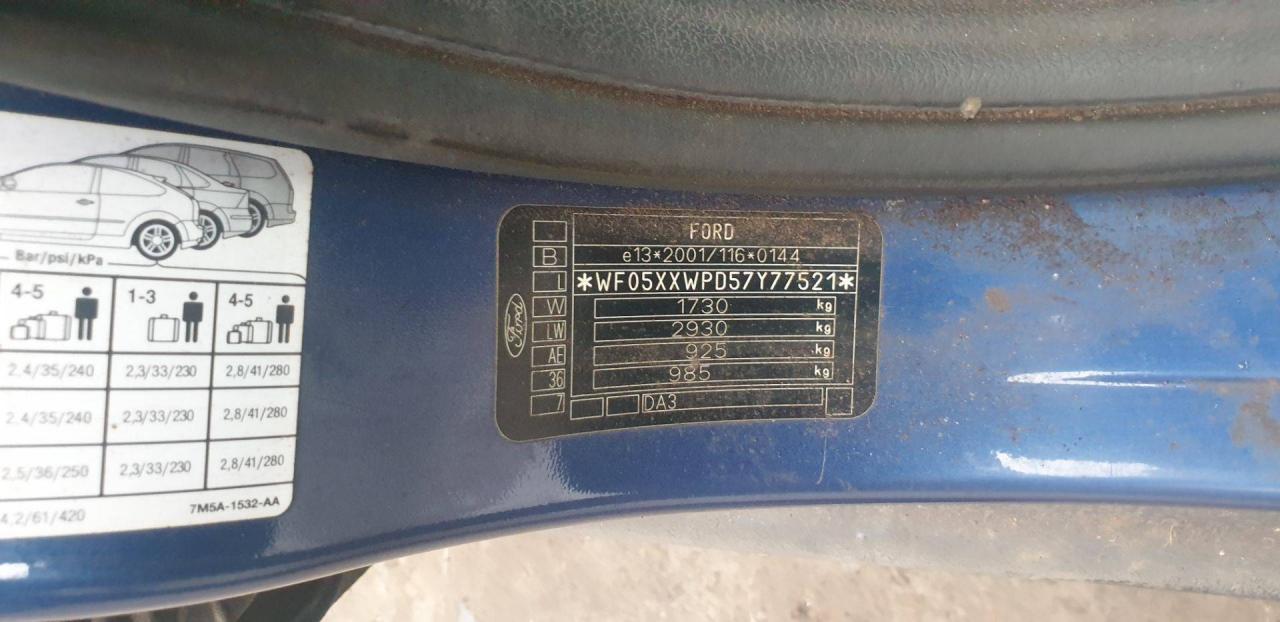 Bar/psi/kPa
4-5 1-3 4-5
2.4/35/240 2,3/33/230 2,8/41/280
2.4/35/240 2,3/33/230 2,8/41/280
2.5/36/250 2,3/33/230 2,8/41/280
4.2/61/420
7M5A-1532-AA
Ford
FORD
B e13*2001/116*0144
L *WF05XXWPD57Y77521*
W 1730 kg
LW 2930 kg
AE 925 kg
36 985 kg
7 DA3